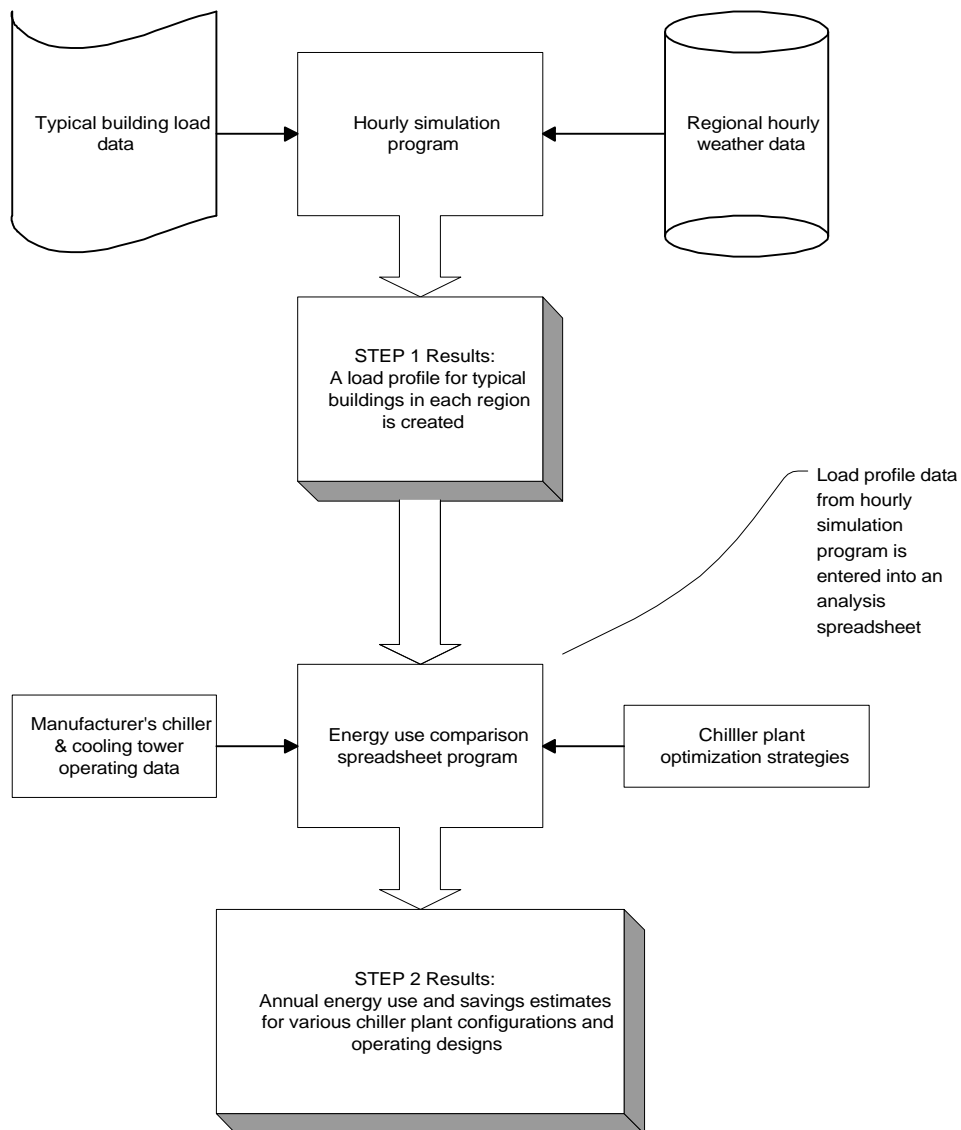 Typical building load
data
Hourly simulation
program
Regional hourly
weather data
STEP 1 Results:
A load profile for typical
buildings in each region
is created
Load profile data
from hourly
simulation
program is
entered into an
analysis
spreadsheet
Manufacturer's chiller
& cooling tower
operating data
Energy use comparison
spreadsheet program
Chilller plant
optimization strategies
STEP 2 Results:
Annual energy use and savings estimates
for various chiller plant configurations and
operating designs